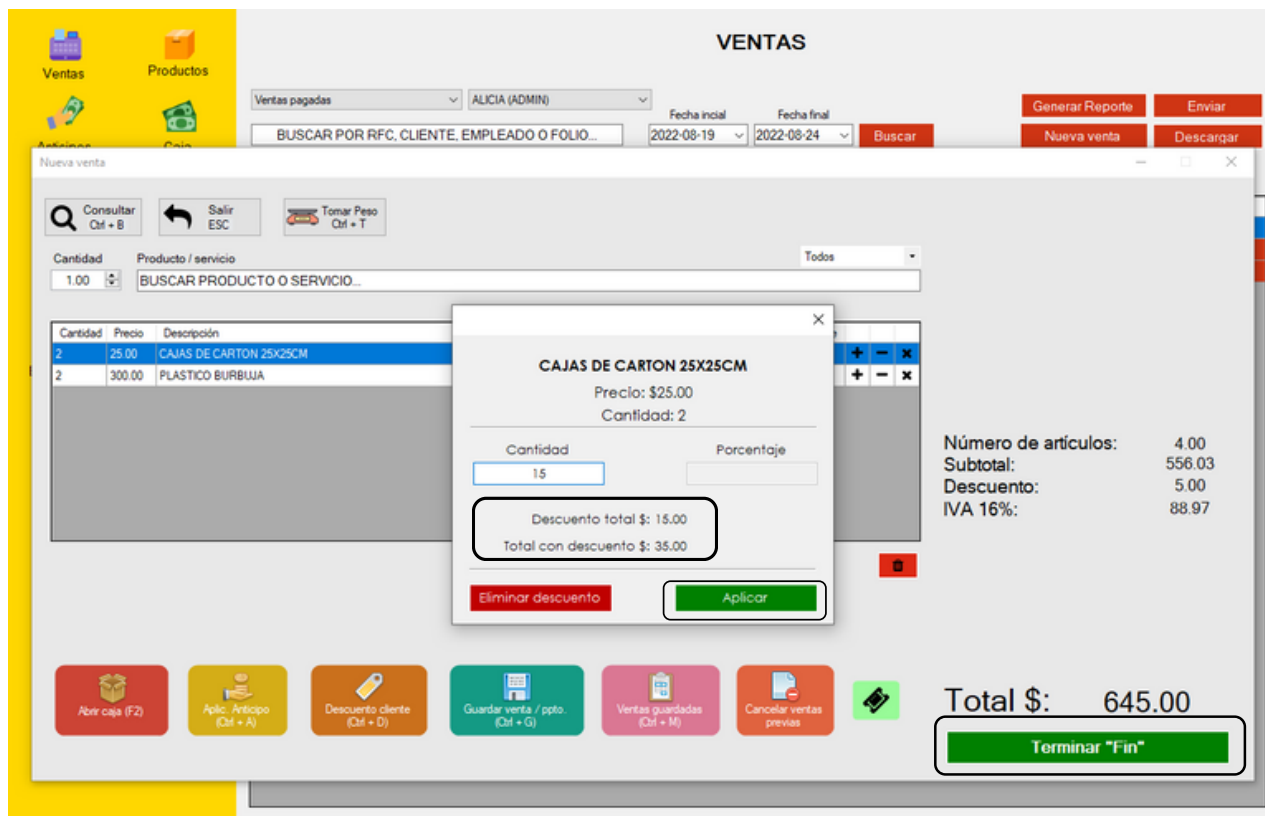 VENTAS
Ventas
Productos
Ventas pagadas
ALICIA (ADMIN)
Fecha incial
Fecha final
Generar Reporte
Enviar
BUSCAR POR RFC, CLIENTE, EMPLEADO O FOLIO...
2022-08-19
2022-08-24
Buscar
Nueva venta
Descargar
Anticipos
Caja
Nueva venta
Consultar
Ctrl + B
Salir
ESC
Tomar Peso
Ctrl + T
Cantidad
Producto / servicio
Todos
1.00
BUSCAR PRODUCTO O SERVICIO...
Cantidad Precio Descripción
2 25.00 CAJAS DE CARTON 25X25CM
2 300.00 PLASTICO BURBUJA
CAJAS DE CARTON 25X25CM
Precio: $25.00
Cantidad: 2
Cantidad
Porcentaje
15
Descuento total $: 15.00
Total con descuento $: 35.00
Eliminar descuento
Aplicar
Número de artículos: 4.00
Subtotal: 556.03
Descuento: 5.00
IVA 16%: 88.97
Abrir caja (F2)
Aplic. Anticipo
(Ctrl + A)
Descuento cliente
(Ctrl + D)
Guardar venta / ppto.
(Ctrl + G)
Ventas guardadas
(Ctrl + M)
Cancelar ventas
previas
Total $: 645.00
Terminar "Fin"